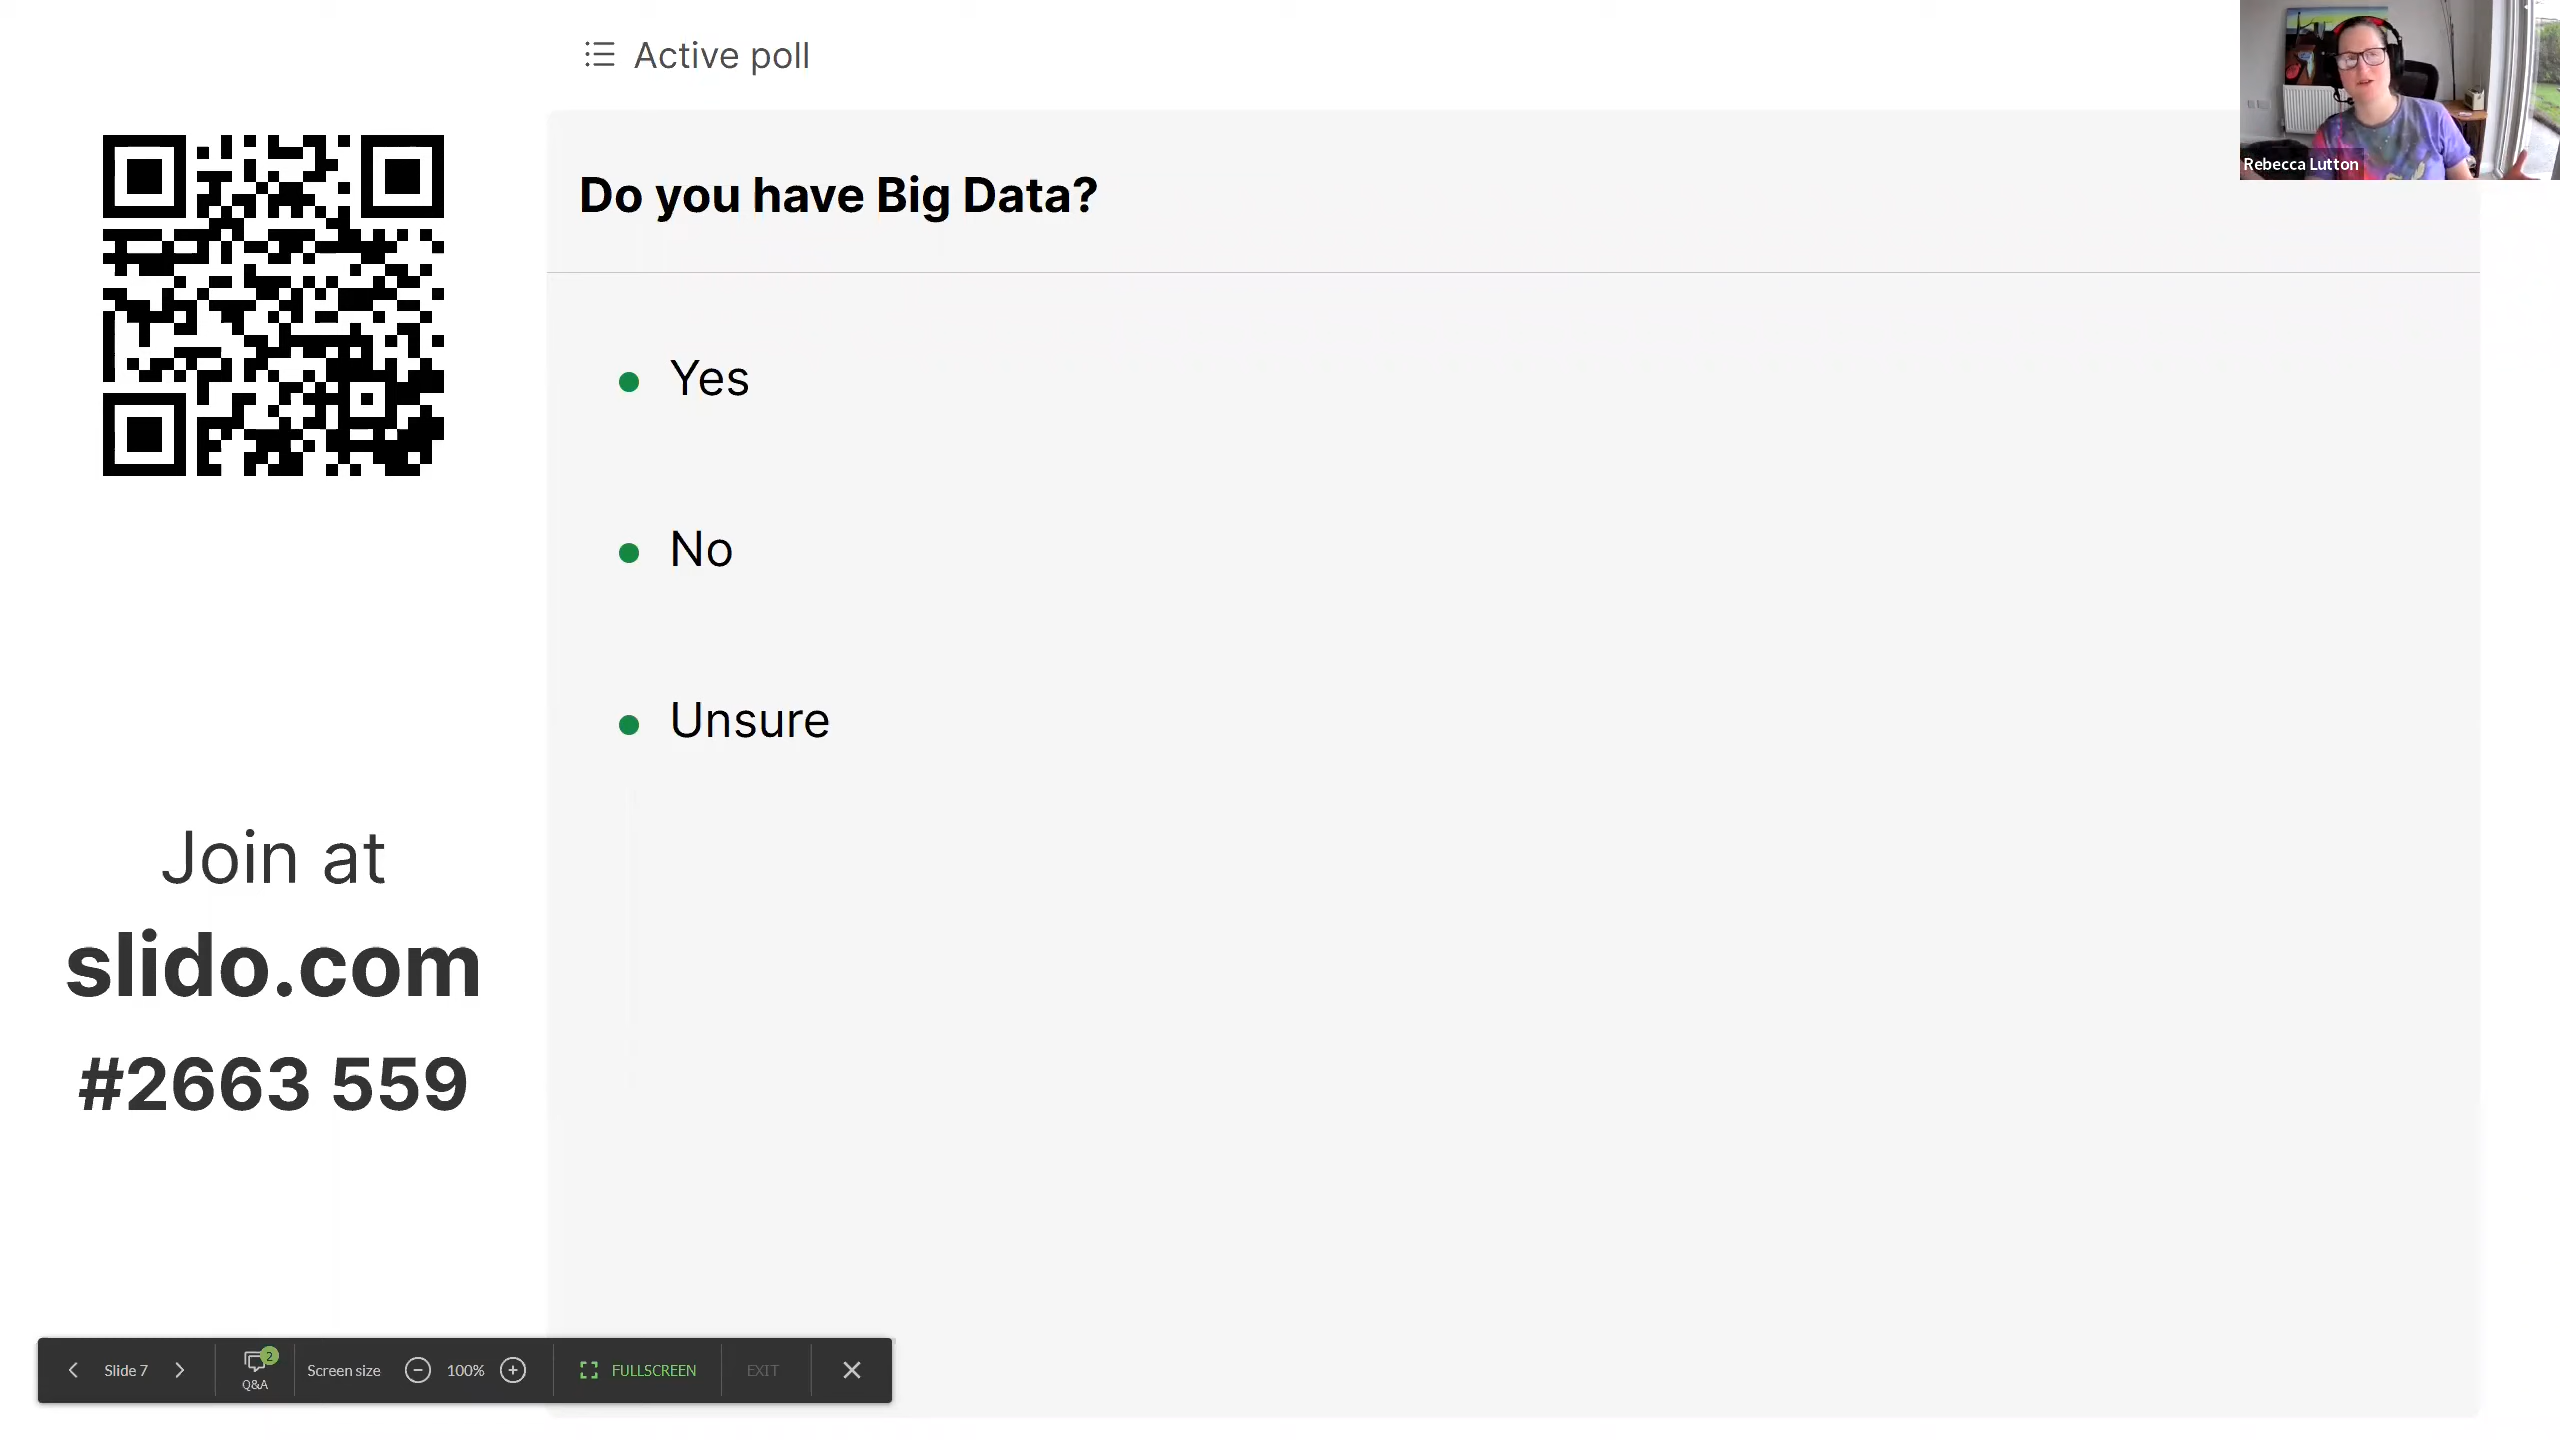 Active poll
Rebecca Lutton
Do you have Big Data?
Yes
No
Unsure
Join at
slido.com
#2663 559
Slide 7
2
Q&A
Screen size
100%
FULLSCREEN
EXIT